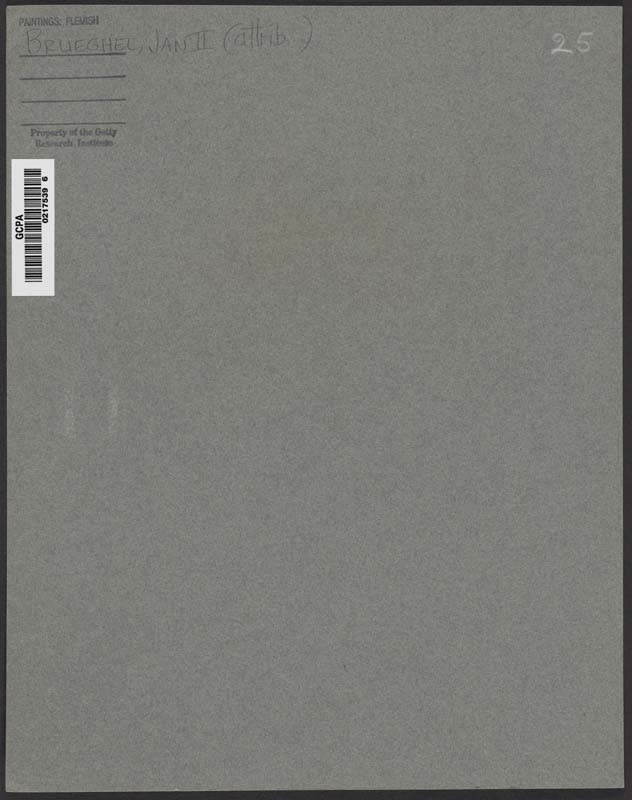 PAINTINGS: FLEMISH
BRUEGHEL, JAN II (attrib. )
25
Property of the Getty
Research Institute
GCPA
0217539 6